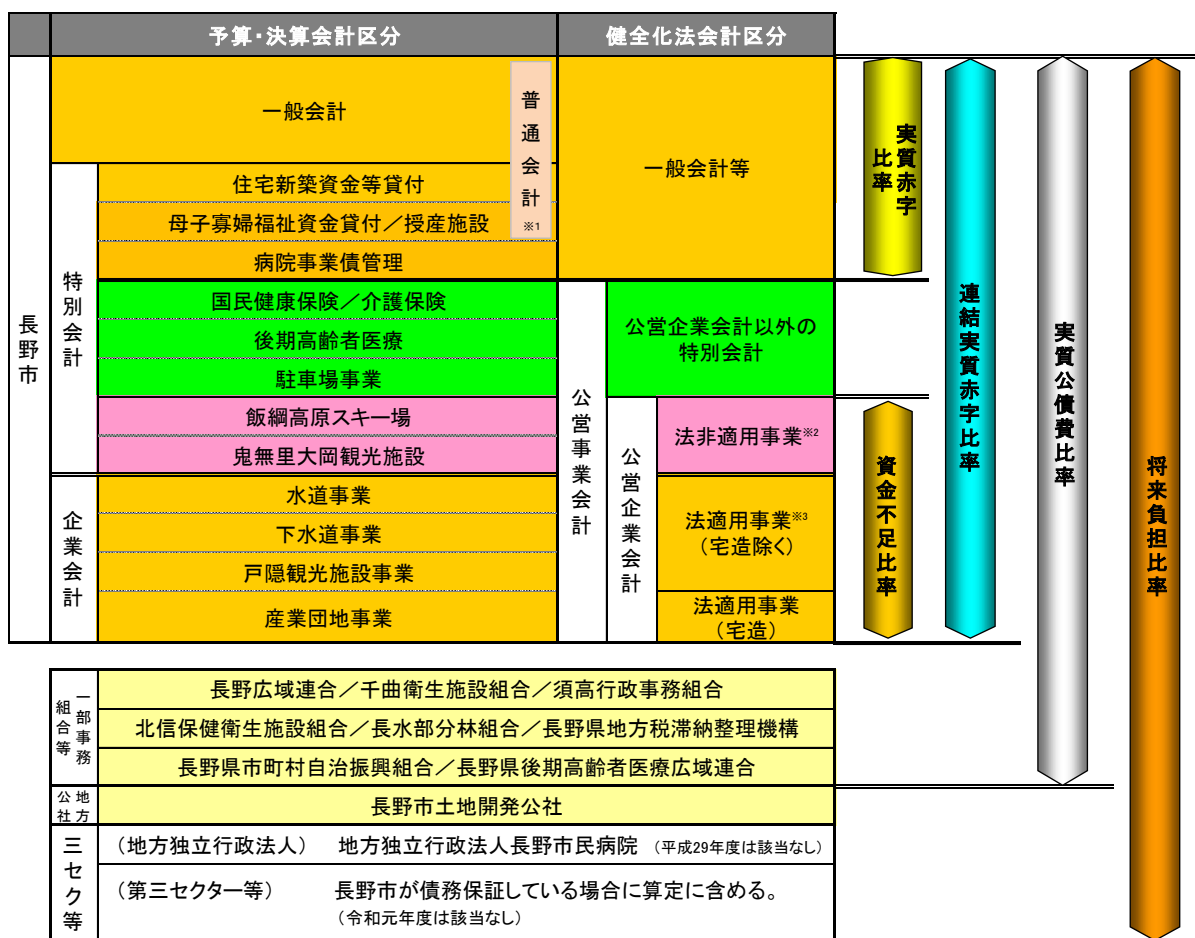 予算・決算会計区分
健全化法会計区分
長野市
一般会計
普通会計
※1
一般会計等
特別会計
住宅新築資金等貸付
母子寡婦福祉資金貸付／授産施設
病院事業債管理
国民健康保険／介護保険
後期高齢者医療
駐車場事業
飯綱高原スキー場
鬼無里大岡観光施設
公営事業会計
公営企業会計以外の
特別会計
公営企業会計
法非適用事業※2
企業会計
水道事業
下水道事業
戸隠観光施設事業
産業団地事業
法適用事業※3
（宅造除く）
法適用事業
（宅造）
実質赤字
比率
資金不足比率
連結実質赤字比率
実質公債費比率
将来負担比率
一部事務
組合等
長野広域連合／千曲衛生施設組合／須高行政事務組合
北信保健衛生施設組合／長水部分林組合／長野県地方税滞納整理機構
長野県市町村自治振興組合／長野県後期高齢者医療広域連合
地方
公社
長野市土地開発公社
三セク等
（地方独立行政法人） 地方独立行政法人長野市民病院 （平成29年度は該当なし）
（第三セクター等） 長野市が債務保証している場合に算定に含める。
（令和元年度は該当なし）